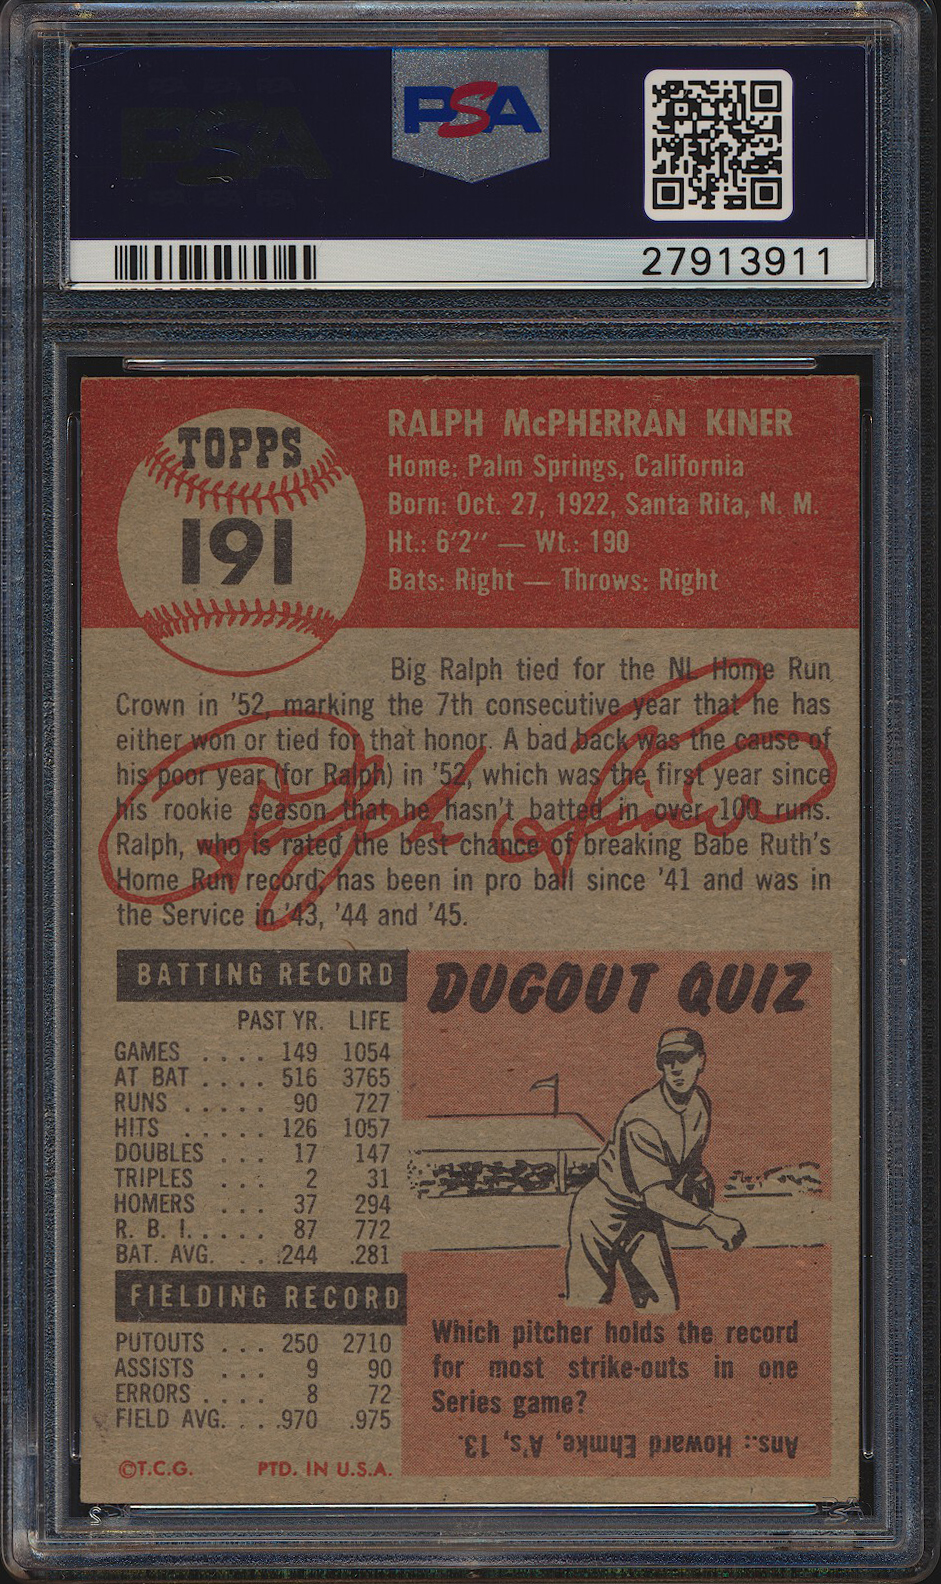 PSA
27913911
TOPPS
191
RALPH McPHERRAN KINER
Home: Palm Springs, California
Born: Oct. 27, 1922, Santa Rita, N. M.
Ht.: 6'2'' — Wt.: 190
Bats: Right — Throws: Right
Big Ralph tied for the NL Home Run
Crown in '52, marking the 7th consecutive year that he has
either won or tied for that honor. A bad back was the cause of
his poor year (for Ralph) in '52, which was the first year since
his rookie season that he hasn't batted in over 100 runs.
Ralph, who is rated the best chance of breaking Babe Ruth's
Home Run record, has been in pro ball since '41 and was in
the Service in '43, '44 and '45.
Ralph Kiner
BATTING RECORD
PAST YR. LIFE
GAMES . . . . 149 1054
AT BAT . . . . 516 3765
RUNS . . . . . 90 727
HITS . . . . . 126 1057
DOUBLES . . . 17 147
TRIPLES . . . 2 31
HOMERS . . . 37 294
R. B. I. . . . . 87 772
BAT. AVG. . . .244 .281
FIELDING RECORD
PUTOUTS . . . 250 2710
ASSISTS . . . 9 90
ERRORS . . . . 8 72
FIELD AVG. . . .970 .975
©T.C.G. PTD. IN U.S.A.
DUGOUT QUIZ
Which pitcher holds the record
for most strike-outs in one
Series game?
Ans.: Howard Ehmke, A's, 13.